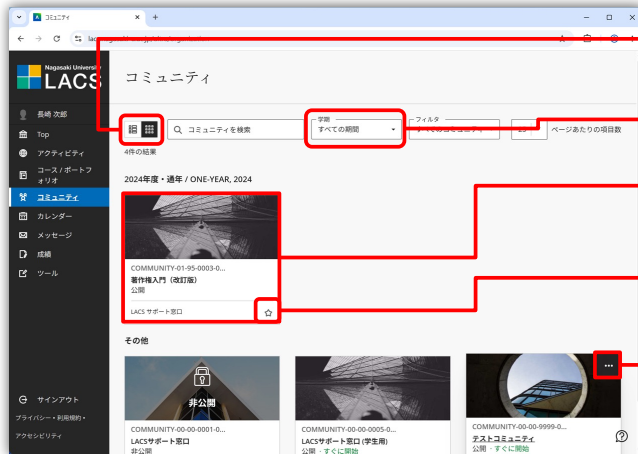 コミュニティ
Nagasaki University
LACS
コミュニティ
長崎 次郎
Top
アクティビティ
コース / ポートフ
ォリオ
コミュニティ
カレンダー
メッセージ
成績
ツール
サインアウト
プライバシー・利用規約・
アクセシビリティ
コミュニティを検索
学期
すべての期間
フィルタ
25
ページあたりの項目数
4件の結果
2024年度・通年 / ONE-YEAR, 2024
COMMUNITY-01-95-0003-0...
著作権入門（改訂版）
公開
LACS サポート窓口
その他
非公開
COMMUNITY-00-00-0001-0...
LACSサポート窓口
非公開
COMMUNITY-00-00-0005-0...
LACSサポート窓口 (学生用)
公開 · すぐに開始
COMMUNITY-00-00-9999-0...
テストコミュニティ
公開 · すぐに開始